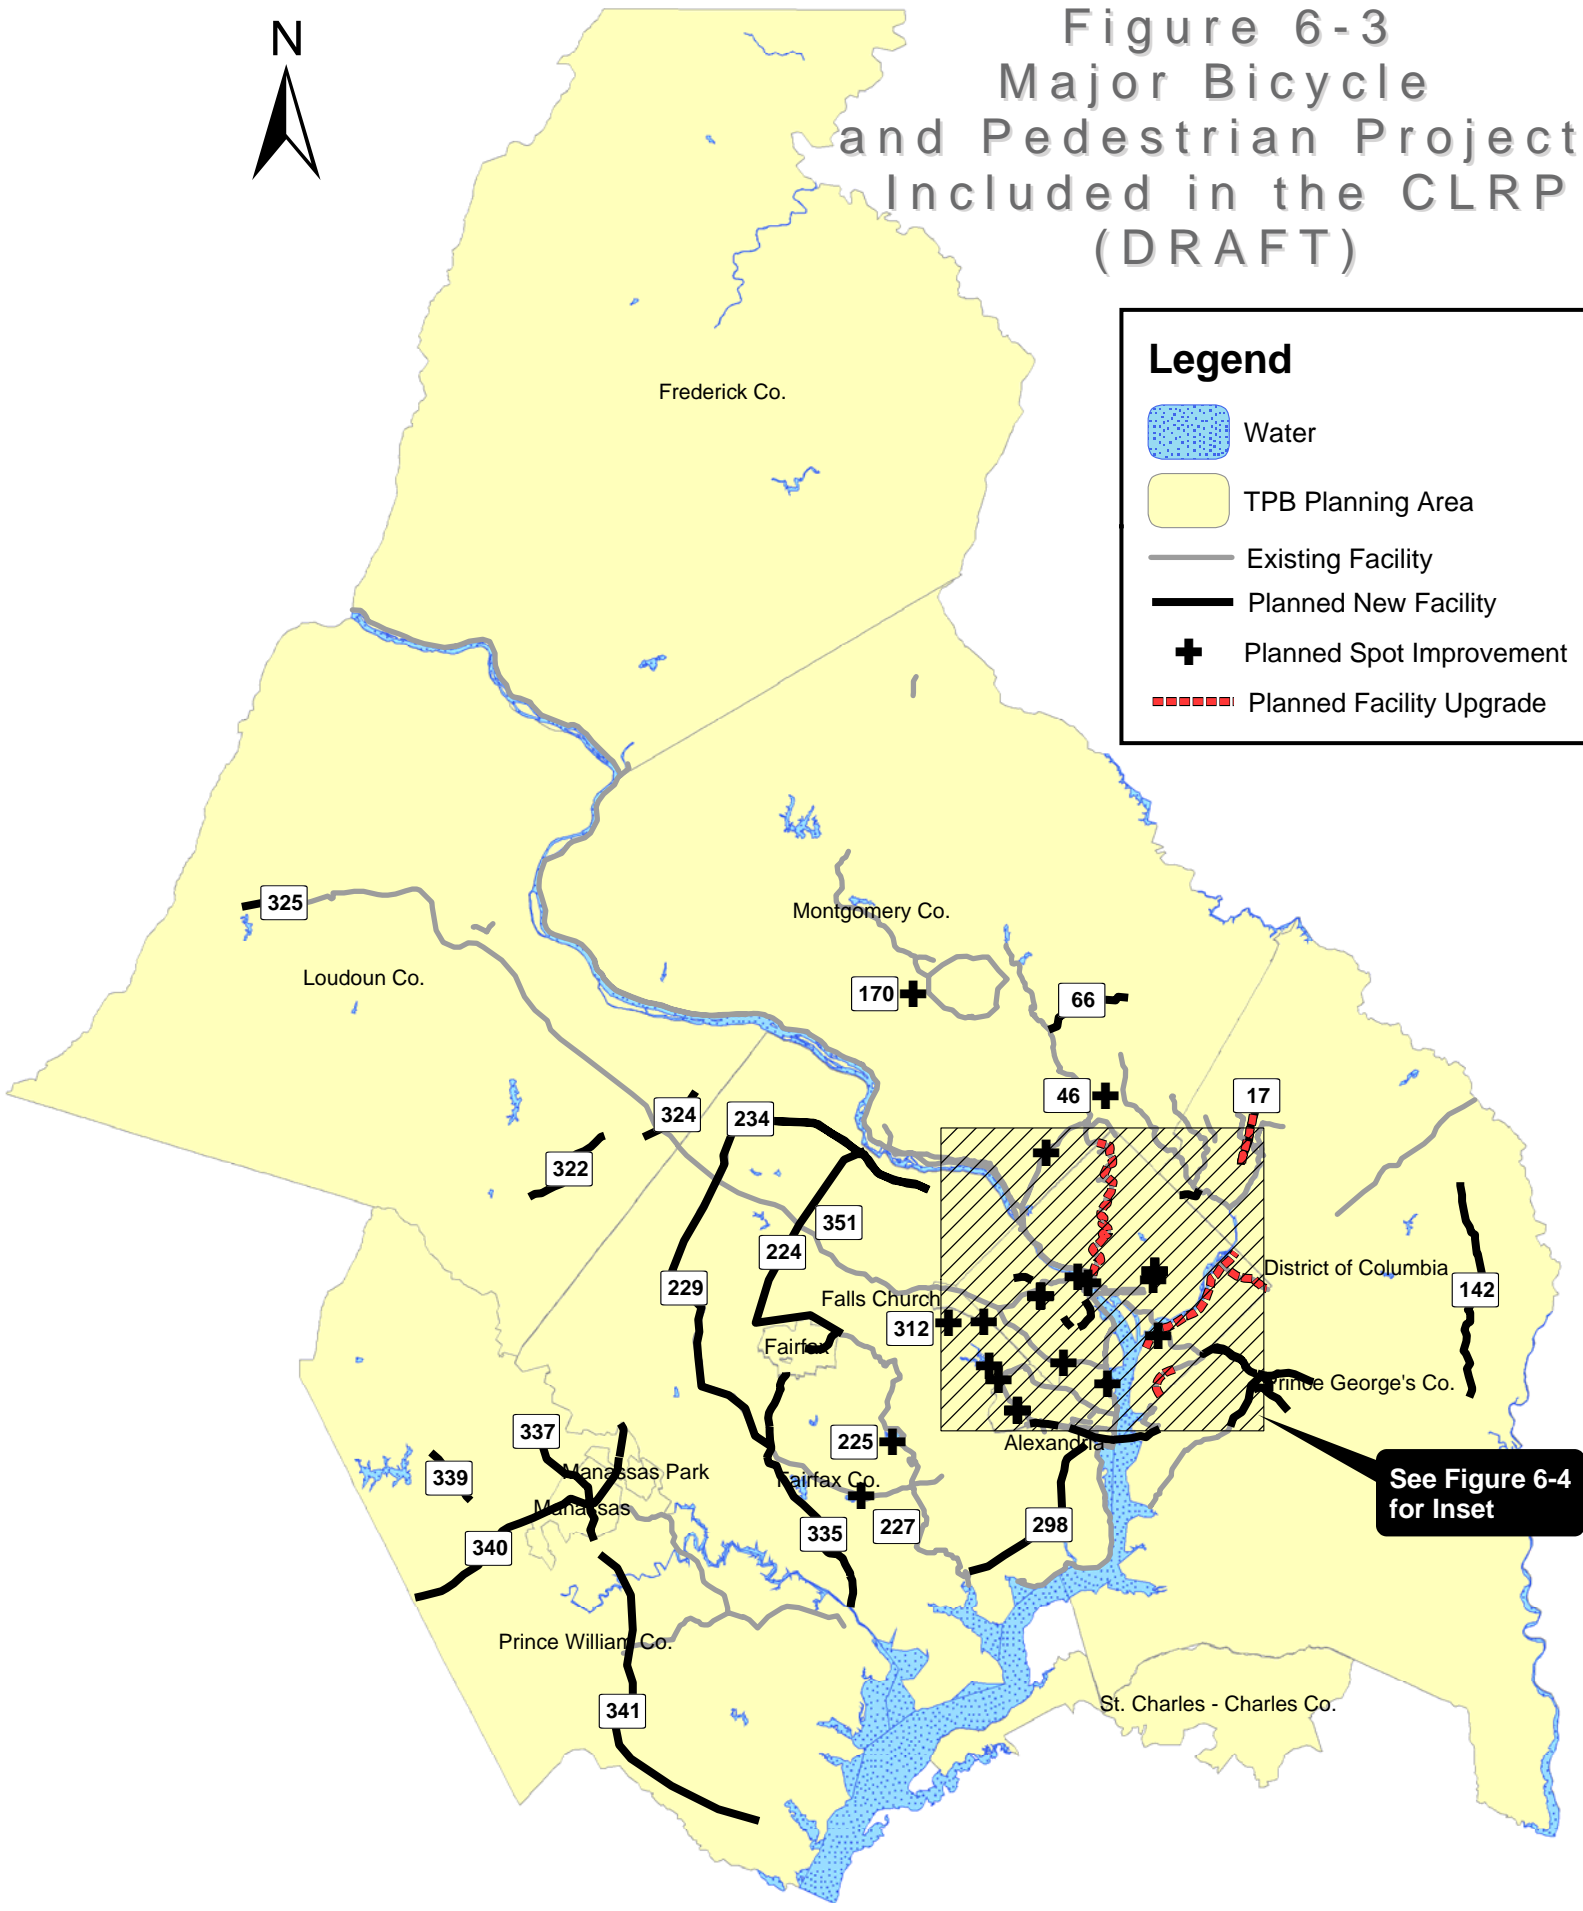 N
Figure 6-3
Major Bicycle
and Pedestrian Project
Included in the CLRP
(DRAFT)
Legend
Water
TPB Planning Area
Existing Facility
Planned New Facility
Planned Spot Improvement
Planned Facility Upgrade
Frederick Co.
325
Montgomery Co.
Loudoun Co.
170
66
46
17
324
234
322
351
224
229
District of Columbia
142
Falls Church
312
Fairfax
Prince George's Co.
337
225
Alexandria
339
Manassas Park
Fairfax Co.
See Figure 6-4
for Inset
Manassas
340
335
227
298
Prince William Co.
341
St. Charles - Charles Co.